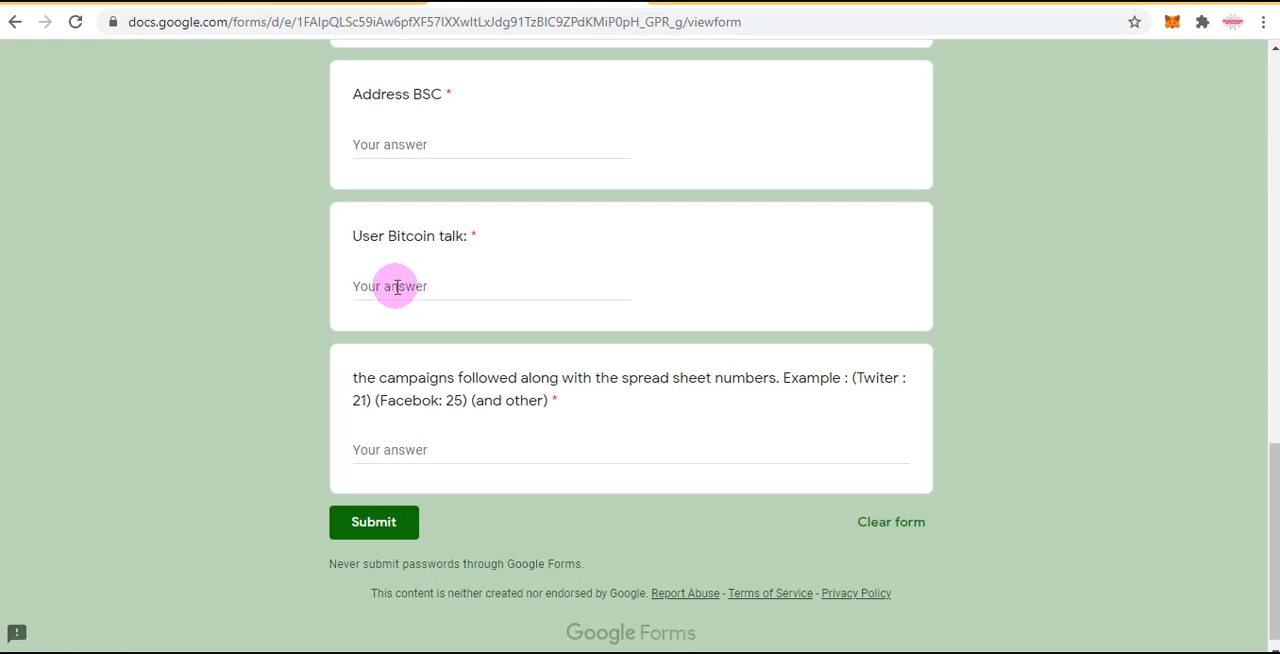 docs.google.com/forms/d/e/1FAIpQLSc59iAw6pfXF57IXXwItLxJdg91TzBIC9ZPdKMiP0pH_GPR_g/viewform
Address BSC *
Your answer
User Bitcoin talk: *
Your answer
the campaigns followed along with the spread sheet numbers. Example : (Twiter :
21) (Facebok: 25) (and other) *
Your answer
Submit
Clear form
Never submit passwords through Google Forms.
This content is neither created nor endorsed by Google. Report Abuse - Terms of Service - Privacy Policy
Google Forms